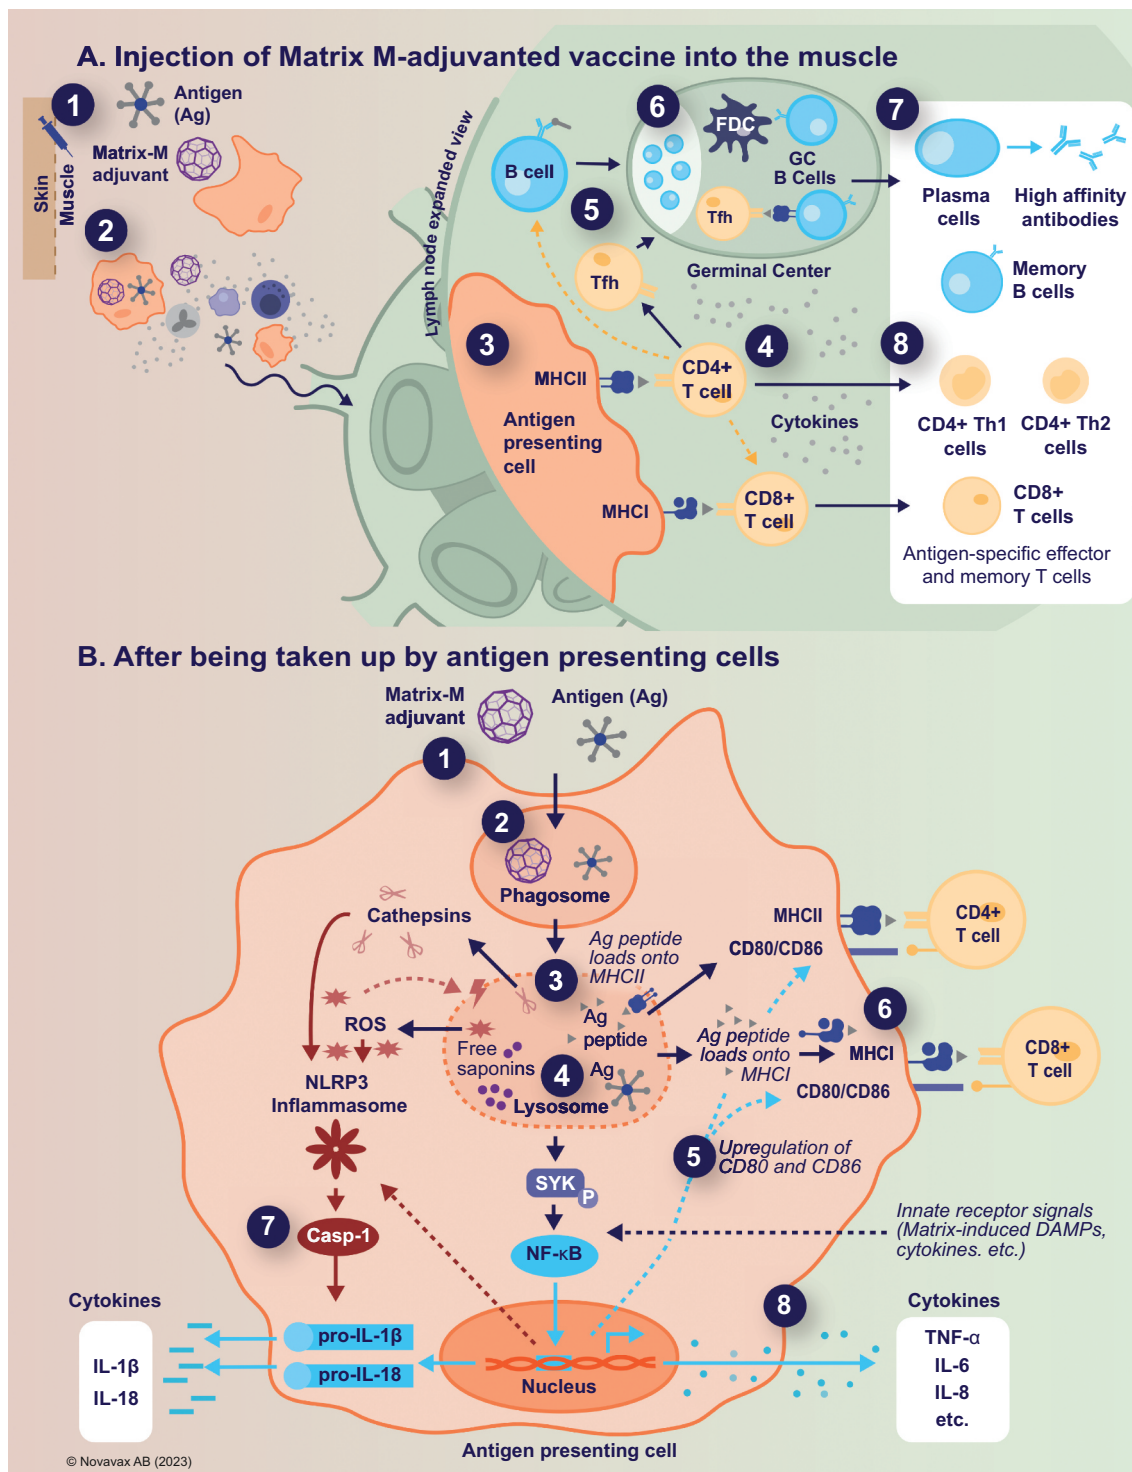 A. Injection of Matrix M-adjuvanted vaccine into the muscle
1
Antigen
(Ag)
Matrix-M
adjuvant
Skin
Muscle
2
Lymph node expanded view
B cell
5
6
FDC
GC
B Cells
Tfh
Germinal Center
Tfh
7
Plasma
cells
High affinity
antibodies
Memory
B cells
3
MHCII
CD4+
T cell
4
Cytokines
Antigen
presenting
cell
MHCI
CD8+
T cell
8
CD4+ Th1
cells
CD4+ Th2
cells
CD8+
T cells
Antigen-specific effector
and memory T cells
B. After being taken up by antigen presenting cells
Matrix-M
adjuvant
Antigen (Ag)
1
2
Phagosome
Cathepsins
3
Ag peptide
loads onto
MHCII
MHCII
CD80/CD86
CD4+
T cell
ROS
Free
saponins
Ag
peptide
4
Ag
Lysosome
Ag peptide
loads onto
MHCI
6
MHCI
CD80/CD86
CD8+
T cell
NLRP3
Inflammasome
5
Upregulation of
CD80 and CD86
SYK
P
7
Casp-1
NF-κB
Innate receptor signals
(Matrix-induced DAMPs,
cytokines. etc.)
8
Cytokines
IL-1β
IL-18
pro-IL-1β
pro-IL-18
Nucleus
Cytokines
TNF-α
IL-6
IL-8
etc.
Antigen presenting cell
© Novavax AB (2023)